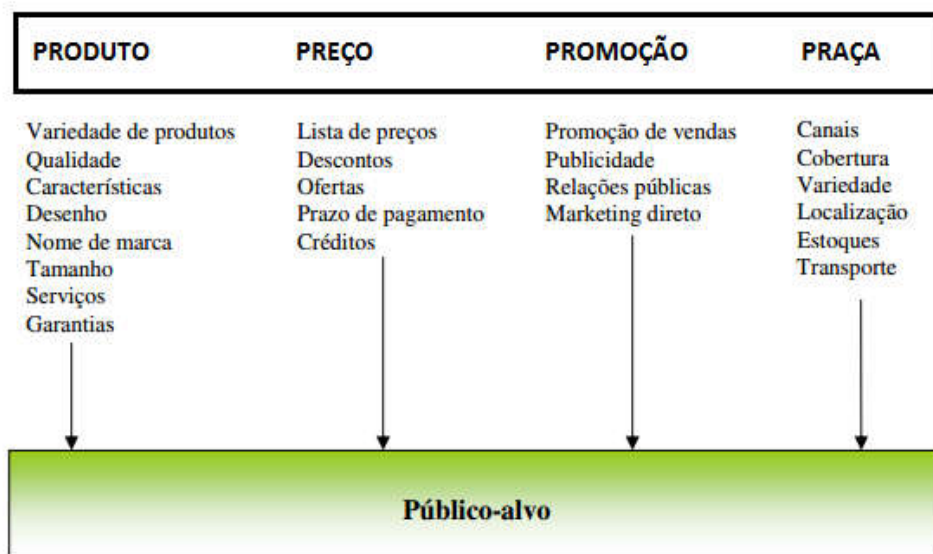 PRODUTO
PREÇO
PROMOÇÃO
PRAÇA
Variedade de produtos
Qualidade
Características
Desenho
Nome de marca
Tamanho
Serviços
Garantias
Lista de preços
Descontos
Ofertas
Prazo de pagamento
Créditos
Promoção de vendas
Publicidade
Relações públicas
Marketing direto
Canais
Cobertura
Variedade
Localização
Estoques
Transporte
Público-alvo